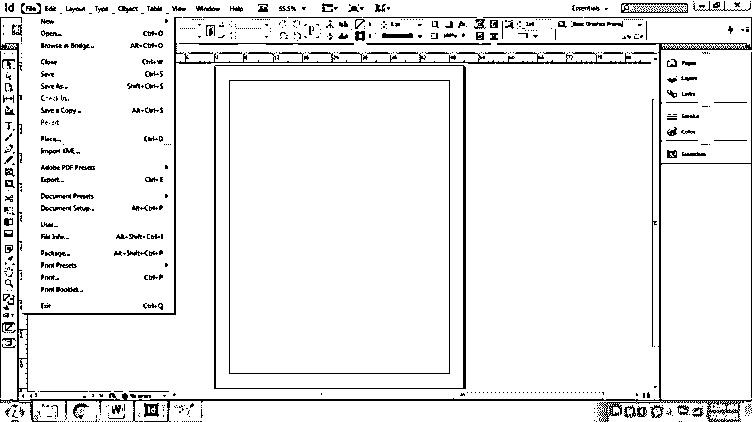 Id File Edit Layout Type Object Table View Window Help 55.5% Essentials
New
Open... Ctrl+O
Browse in Bridge... Alt+Ctrl+O
Close Ctrl+W
Save Ctrl+S
Save As... Shift+Ctrl+S
Check In...
Save a Copy... Alt+Ctrl+S
Revert
Place... Ctrl+D
Import XML...
Adobe PDF Presets
Export... Ctrl+E
Document Presets
Document Setup... Alt+Ctrl+P
User...
File Info... Alt+Shift+Ctrl+I
Package... Alt+Shift+Ctrl+P
Print Presets
Print... Ctrl+P
Print Booklet...
Exit Ctrl+Q
Pages
Layers
Links
Stroke
Color